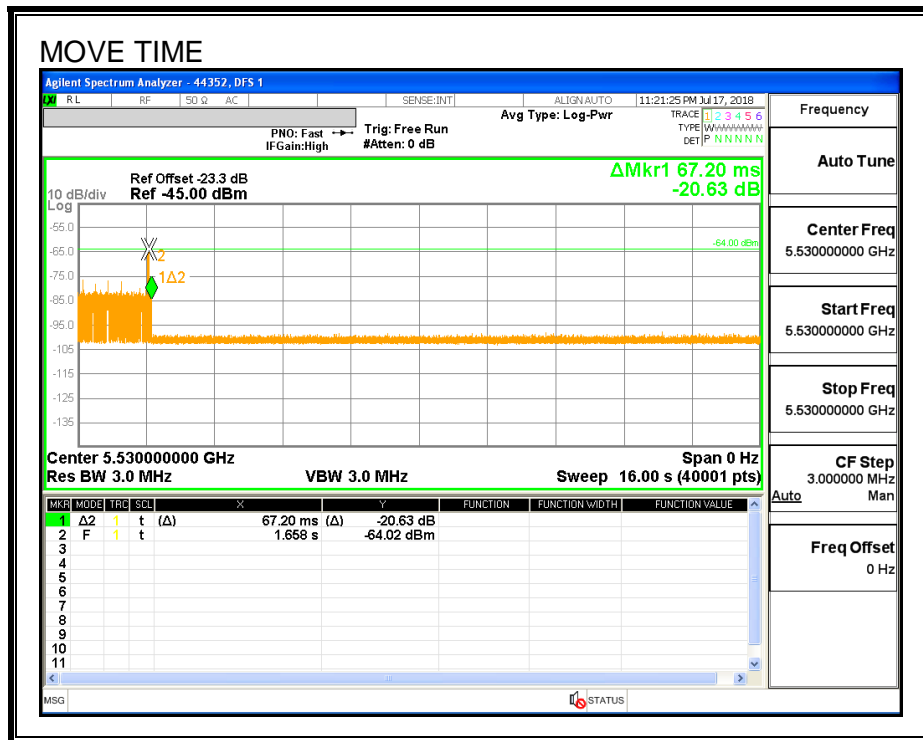 MOVE TIME
Agilent Spectrum Analyzer - 44352, DFS 1
LXI RL RF 50 Ω AC SENSE:INT ALIGN AUTO 11:21:25 PM Jul 17, 2018
PNO: Fast Trig: Free Run Avg Type: Log-Pwr TRACE 1 2 3 4 5 6
IFGain:High #Atten: 0 dB TYPE WWWWWW
DET P N N N N N
ΔMkr1 67.20 ms
-20.63 dB
Ref Offset -23.3 dB
10 dB/div Ref -45.00 dBm
Log
-55.0
-64.00 dBm
-65.0
2
-75.0
1Δ2
-85.0
-95.0
-105
-115
-125
-135
Center 5.530000000 GHz Span 0 Hz
Res BW 3.0 MHz VBW 3.0 MHz Sweep 16.00 s (40001 pts)
MKR MODE TRC SCL X Y FUNCTION FUNCTION WIDTH FUNCTION VALUE
1 Δ2 1 t (Δ) 67.20 ms (Δ) -20.63 dB
2 F 1 t 1.658 s -64.02 dBm
3
4
5
6
7
8
9
10
11
MSG STATUS
Frequency
Auto Tune
Center Freq
5.530000000 GHz
Start Freq
5.530000000 GHz
Stop Freq
5.530000000 GHz
CF Step
3.000000 MHz
Auto Man
Freq Offset
0 Hz